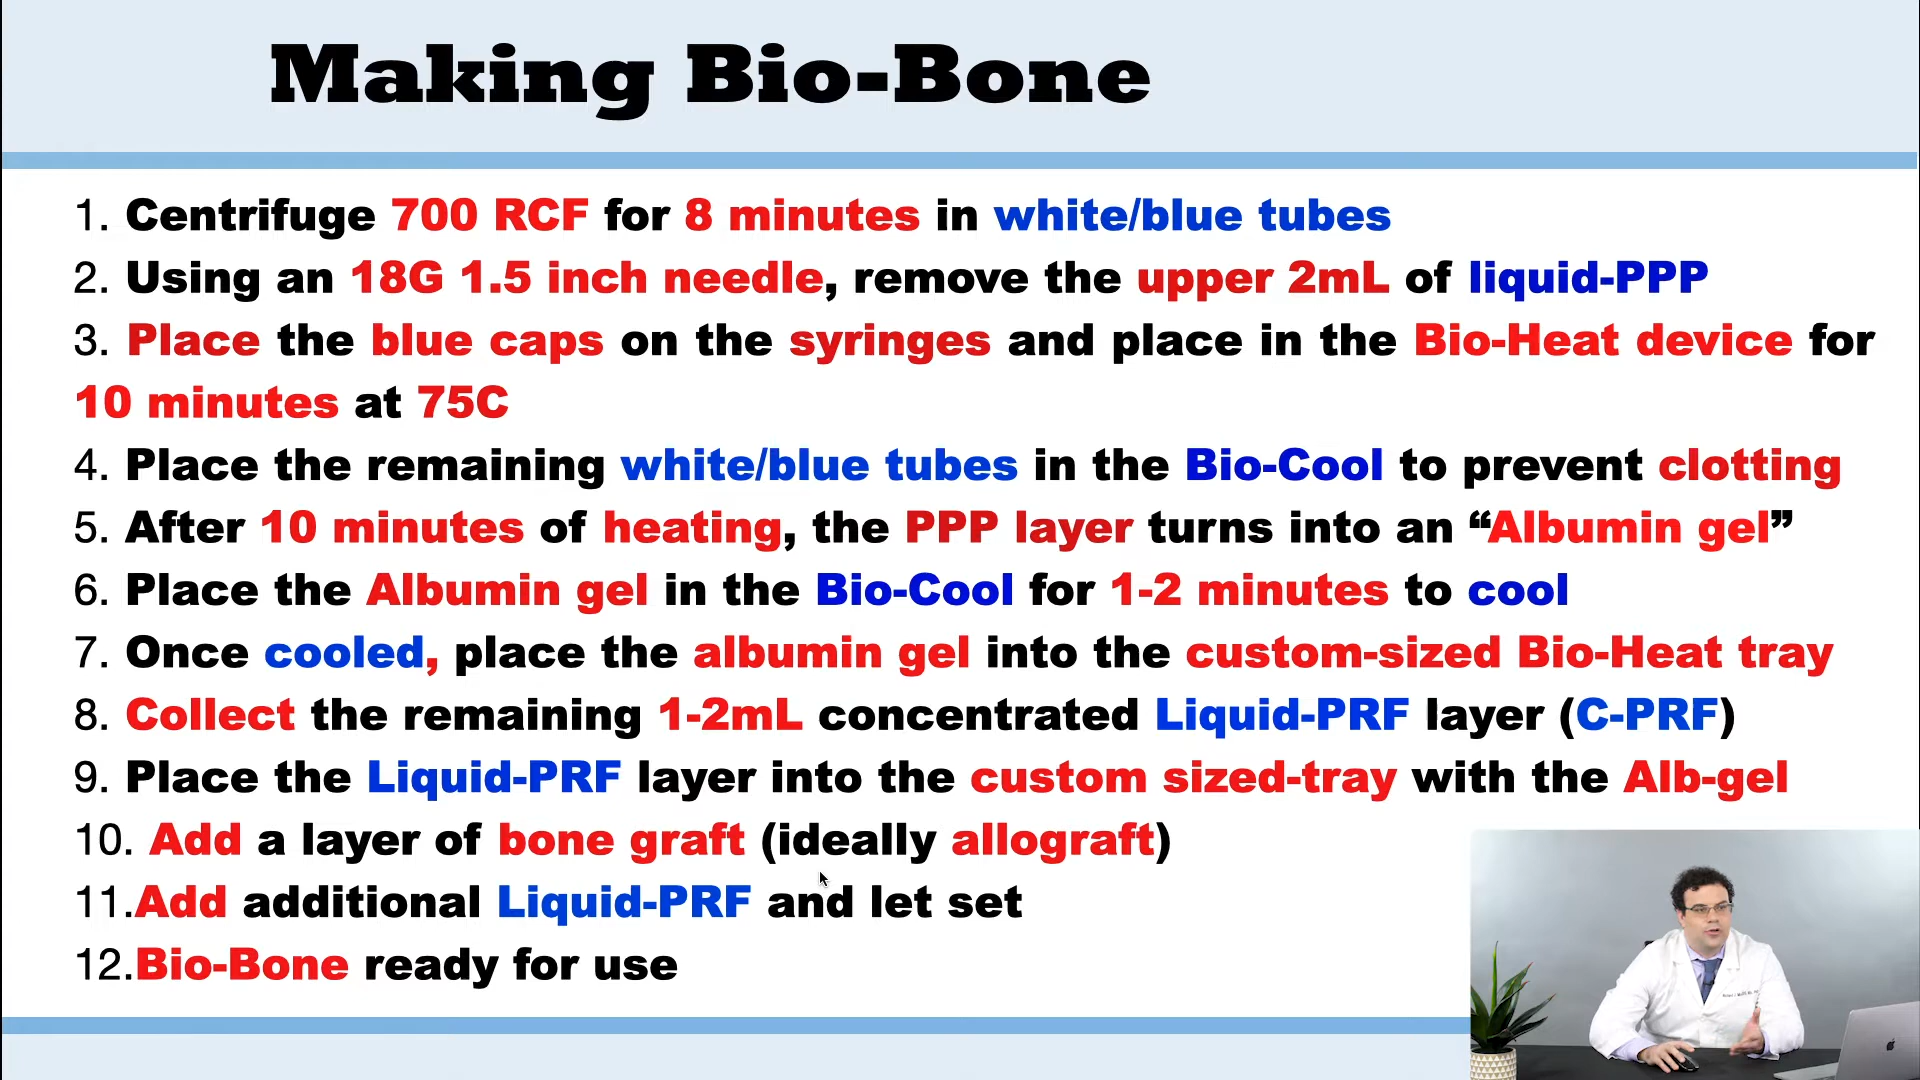 Making Bio-Bone
1. Centrifuge 700 RCF for 8 minutes in white/blue tubes
2. Using an 18G 1.5 inch needle, remove the upper 2mL of liquid-PPP
3. Place the blue caps on the syringes and place in the Bio-Heat device for
10 minutes at 75C
4. Place the remaining white/blue tubes in the Bio-Cool to prevent clotting
5. After 10 minutes of heating, the PPP layer turns into an “Albumin gel”
6. Place the Albumin gel in the Bio-Cool for 1-2 minutes to cool
7. Once cooled, place the albumin gel into the custom-sized Bio-Heat tray
8. Collect the remaining 1-2mL concentrated Liquid-PRF layer (C-PRF)
9. Place the Liquid-PRF layer into the custom sized-tray with the Alb-gel
10. Add a layer of bone graft (ideally allograft)
11.Add additional Liquid-PRF and let set
12.Bio-Bone ready for use